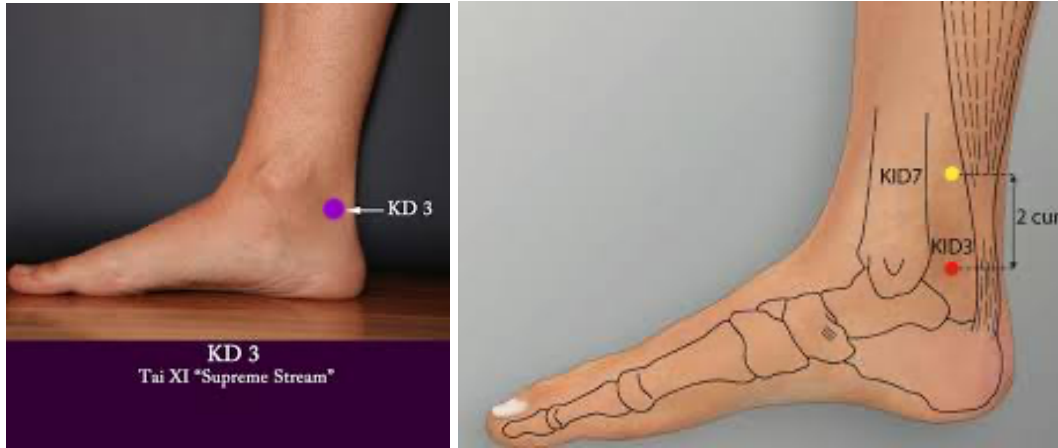 KD 3
KD 3
Tai XI "Supreme Stream"
KID7
KID3
2 cun